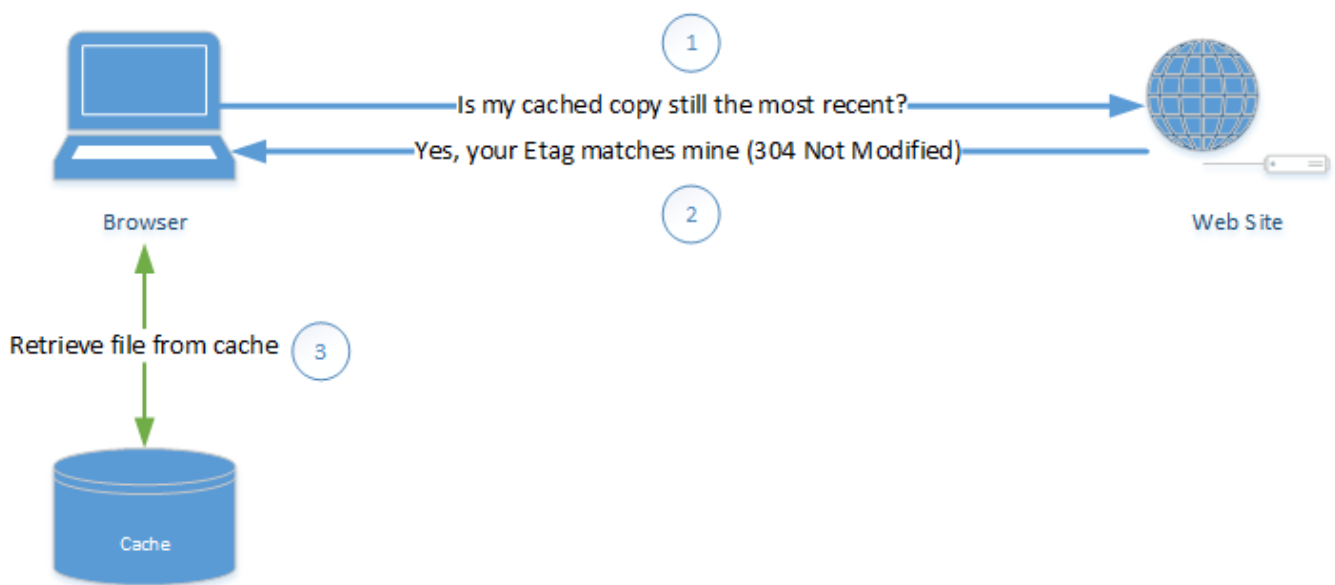 1
Is my cached copy still the most recent?
Yes, your Etag matches mine (304 Not Modified)
2
Browser
Web Site
Retrieve file from cache
3
Cache